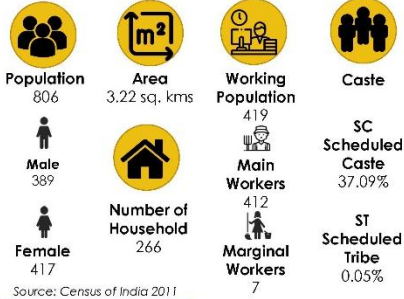 m²
Population
806
Male
389
Female
417
Area
3.22 sq. kms
Number of
Household
266
Working
Population
419
Main
Workers
412
Marginal
Workers
7
Caste
SC
Scheduled
Caste
37.09%
ST
Scheduled
Tribe
0.05%
Source: Census of India 2011